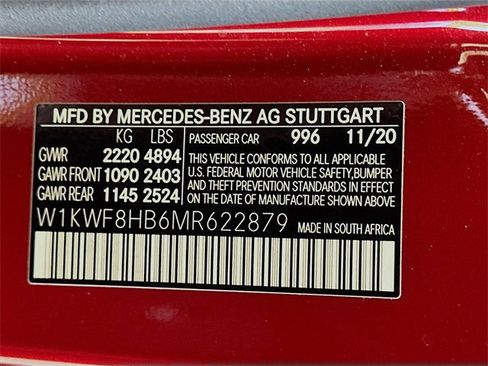 MFD BY MERCEDES-BENZ AG STUTTGART
KG LBS PASSENGER CAR 996 11/20
GVWR 2220 4894
GAWR FRONT 1090 2403
GAWR REAR 1145 2524
THIS VEHICLE CONFORMS TO ALL APPLICABLE
U.S. FEDERAL MOTOR VEHICLE SAFETY,BUMPER
AND THEFT PREVENTION STANDARDS IN EFFECT
ON THE DATE OF MANUFACTURE SHOWN ABOVE.
W1KWF8HB6MR622879 MADE IN SOUTH AFRICA